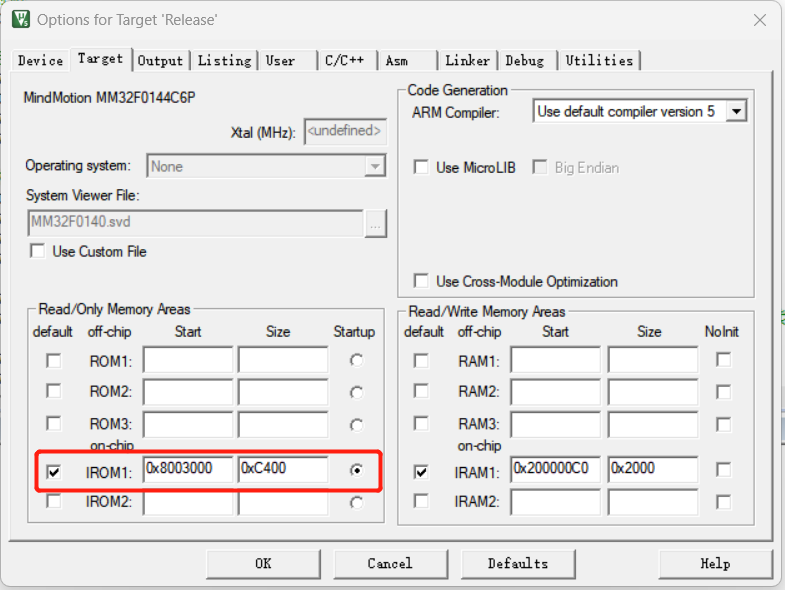 Options for Target 'Release'
Device Target Output Listing User C/C++ Asm Linker Debug Utilities
MindMotion MM32F0144C6P
Xtal (MHz): <undefined>
Operating system: None
System Viewer File:
MM32F0140.svd ...
Use Custom File
Code Generation
ARM Compiler: Use default compiler version 5
Use MicroLIB Big Endian
Use Cross-Module Optimization
Read/Only Memory Areas
default off-chip Start Size Startup
ROM1:
ROM2:
ROM3:
on-chip
IROM1: 0x8003000 0xC400
IROM2:
Read/Write Memory Areas
default off-chip Start Size NoInit
RAM1:
RAM2:
RAM3:
on-chip
IRAM1: 0x200000C0 0x2000
IRAM2:
OK Cancel Defaults Help